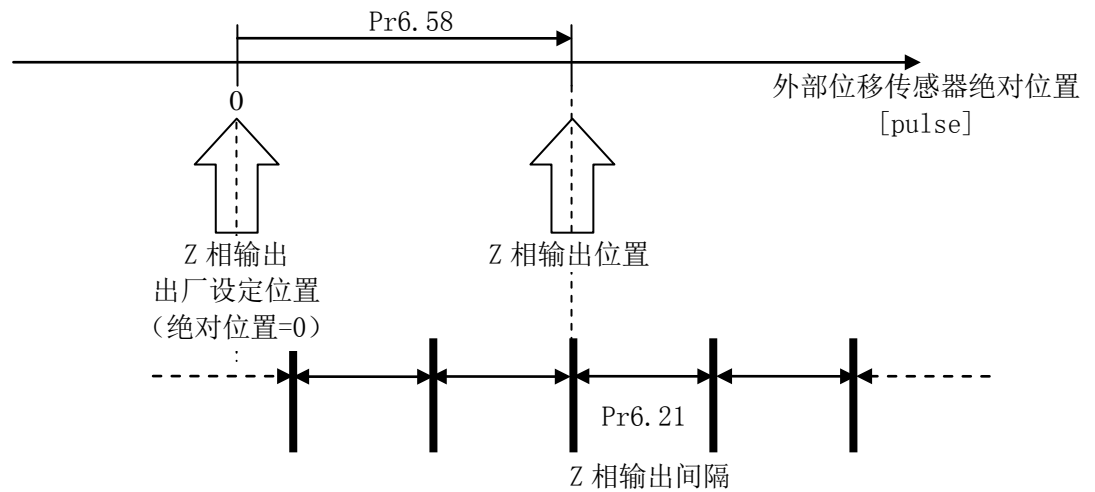 Pr6.58
0
外部位移传感器绝对位置
[pulse]
Z 相输出
出厂设定位置
（绝对位置=0）
Z 相输出位置
Pr6.21
Z 相输出间隔